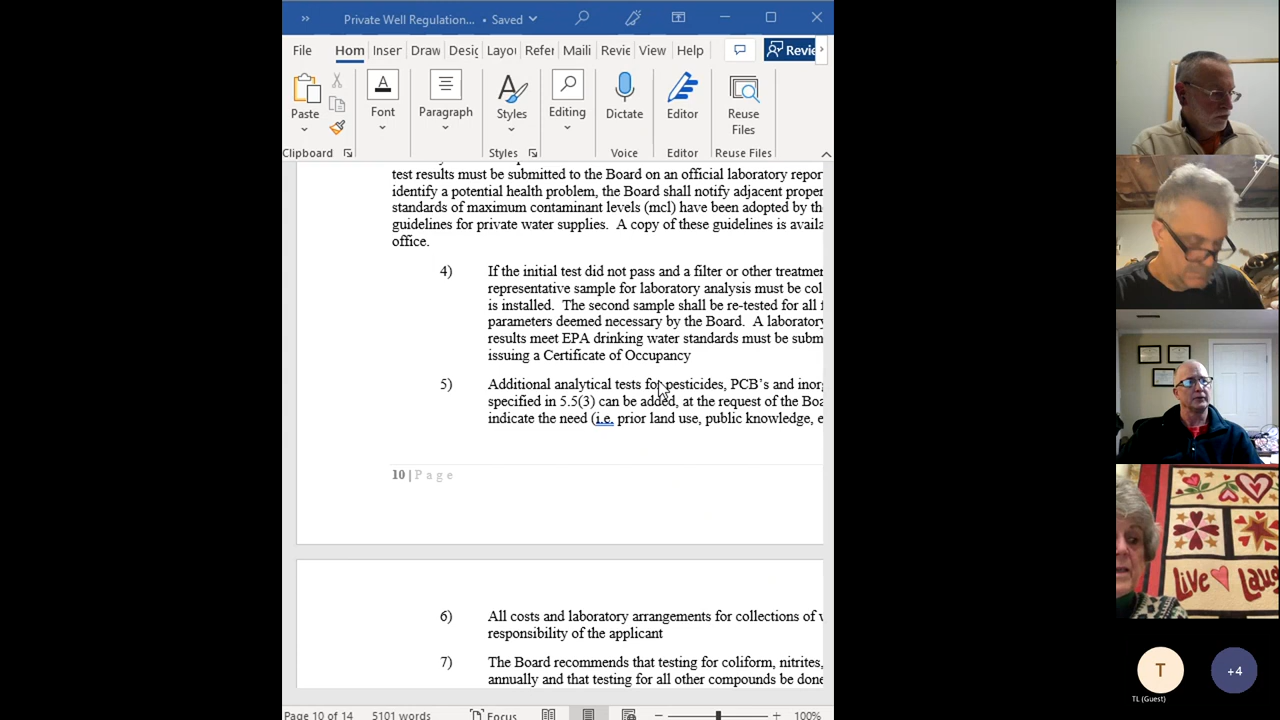 Private Well Regulation... • Saved
File Hom Inser Draw Desig Layou Refer Maili Revie View Help Revie
Paste Font Paragraph Styles Editing Dictate Editor Reuse Files
Clipboard Styles Voice Editor Reuse Files
test results must be submitted to the Board on an official laboratory repor
identify a potential health problem, the Board shall notify adjacent proper
standards of maximum contaminant levels (mcl) have been adopted by the
guidelines for private water supplies. A copy of these guidelines is availa
office.
4) If the initial test did not pass and a filter or other treatmen
representative sample for laboratory analysis must be col
is installed. The second sample shall be re-tested for all f
parameters deemed necessary by the Board. A laboratory
results meet EPA drinking water standards must be subm
issuing a Certificate of Occupancy
5) Additional analytical tests for pesticides, PCB's and inorg
specified in 5.5(3) can be added, at the request of the Boa
indicate the need (i.e. prior land use, public knowledge, e
10 | Page
6) All costs and laboratory arrangements for collections of w
responsibility of the applicant
7) The Board recommends that testing for coliform, nitrites,
annually and that testing for all other compounds be done
Page 10 of 14 5101 words Focus 100%
Live Laug
T +4
TL (Guest)